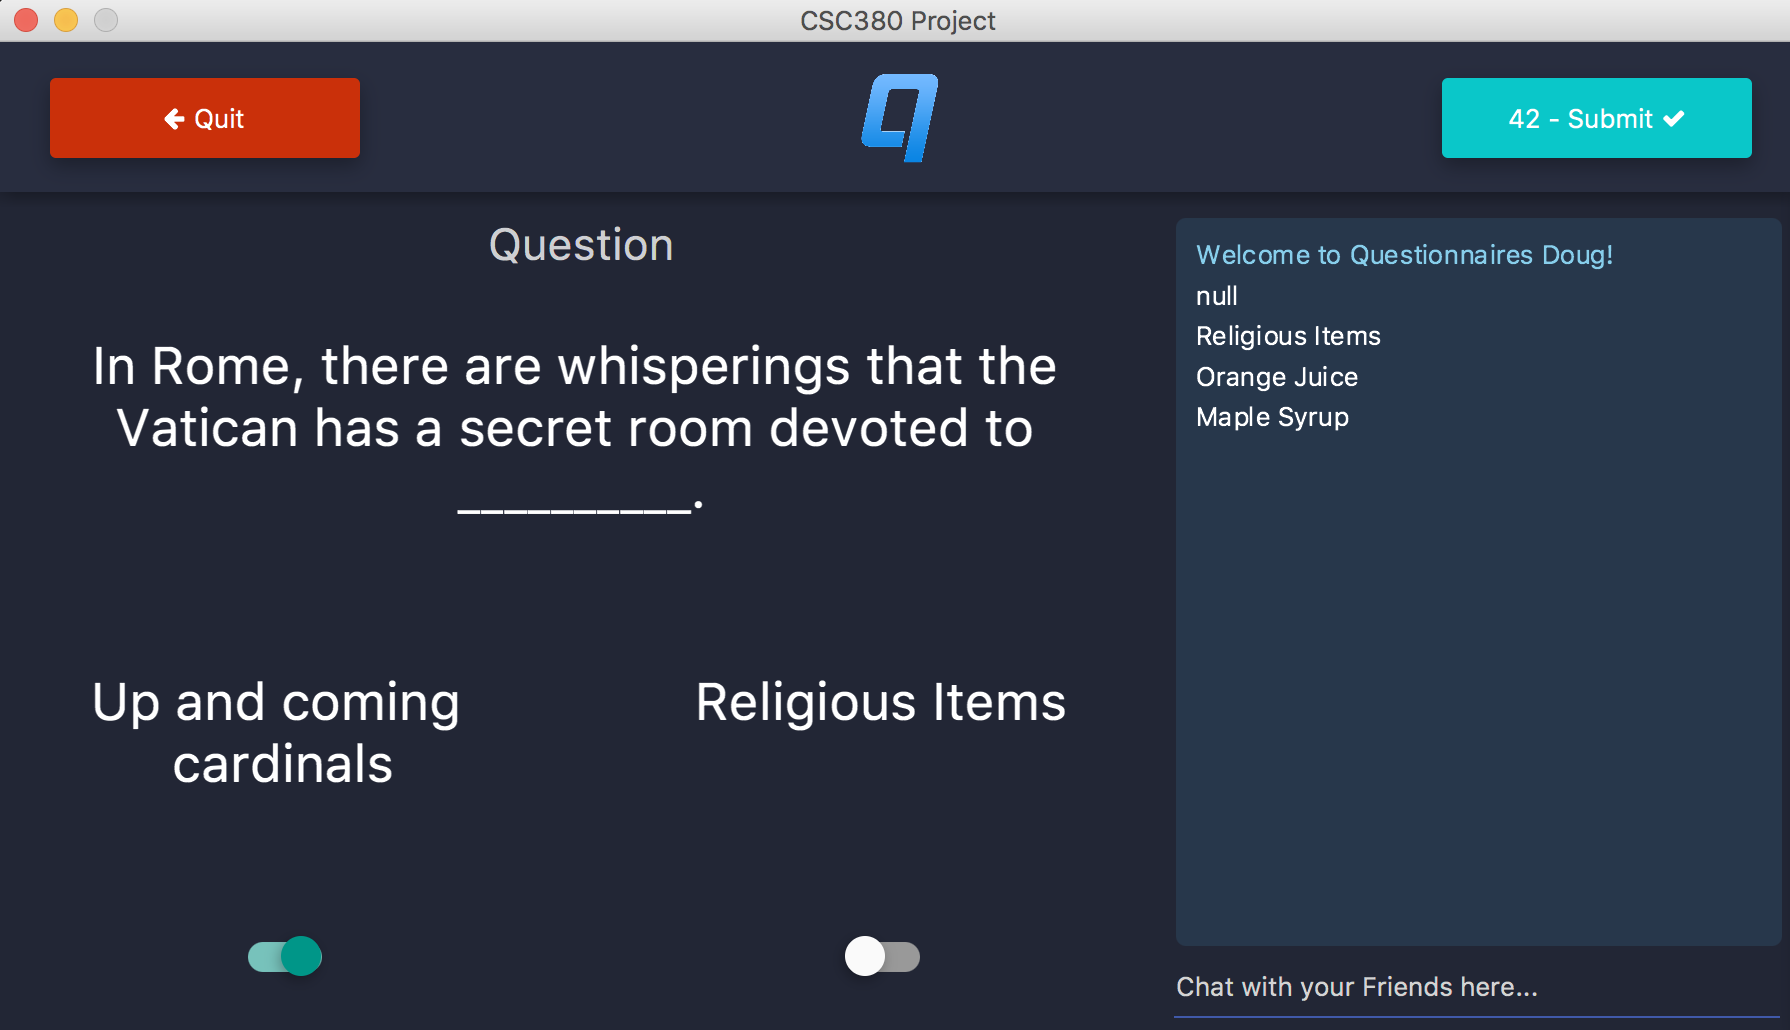 CSC380 Project
Quit
42 - Submit
Question
In Rome, there are whisperings that the
Vatican has a secret room devoted to
__________.
Up and coming
cardinals
Religious Items
Welcome to Questionnaires Doug!
null
Religious Items
Orange Juice
Maple Syrup
Chat with your Friends here...